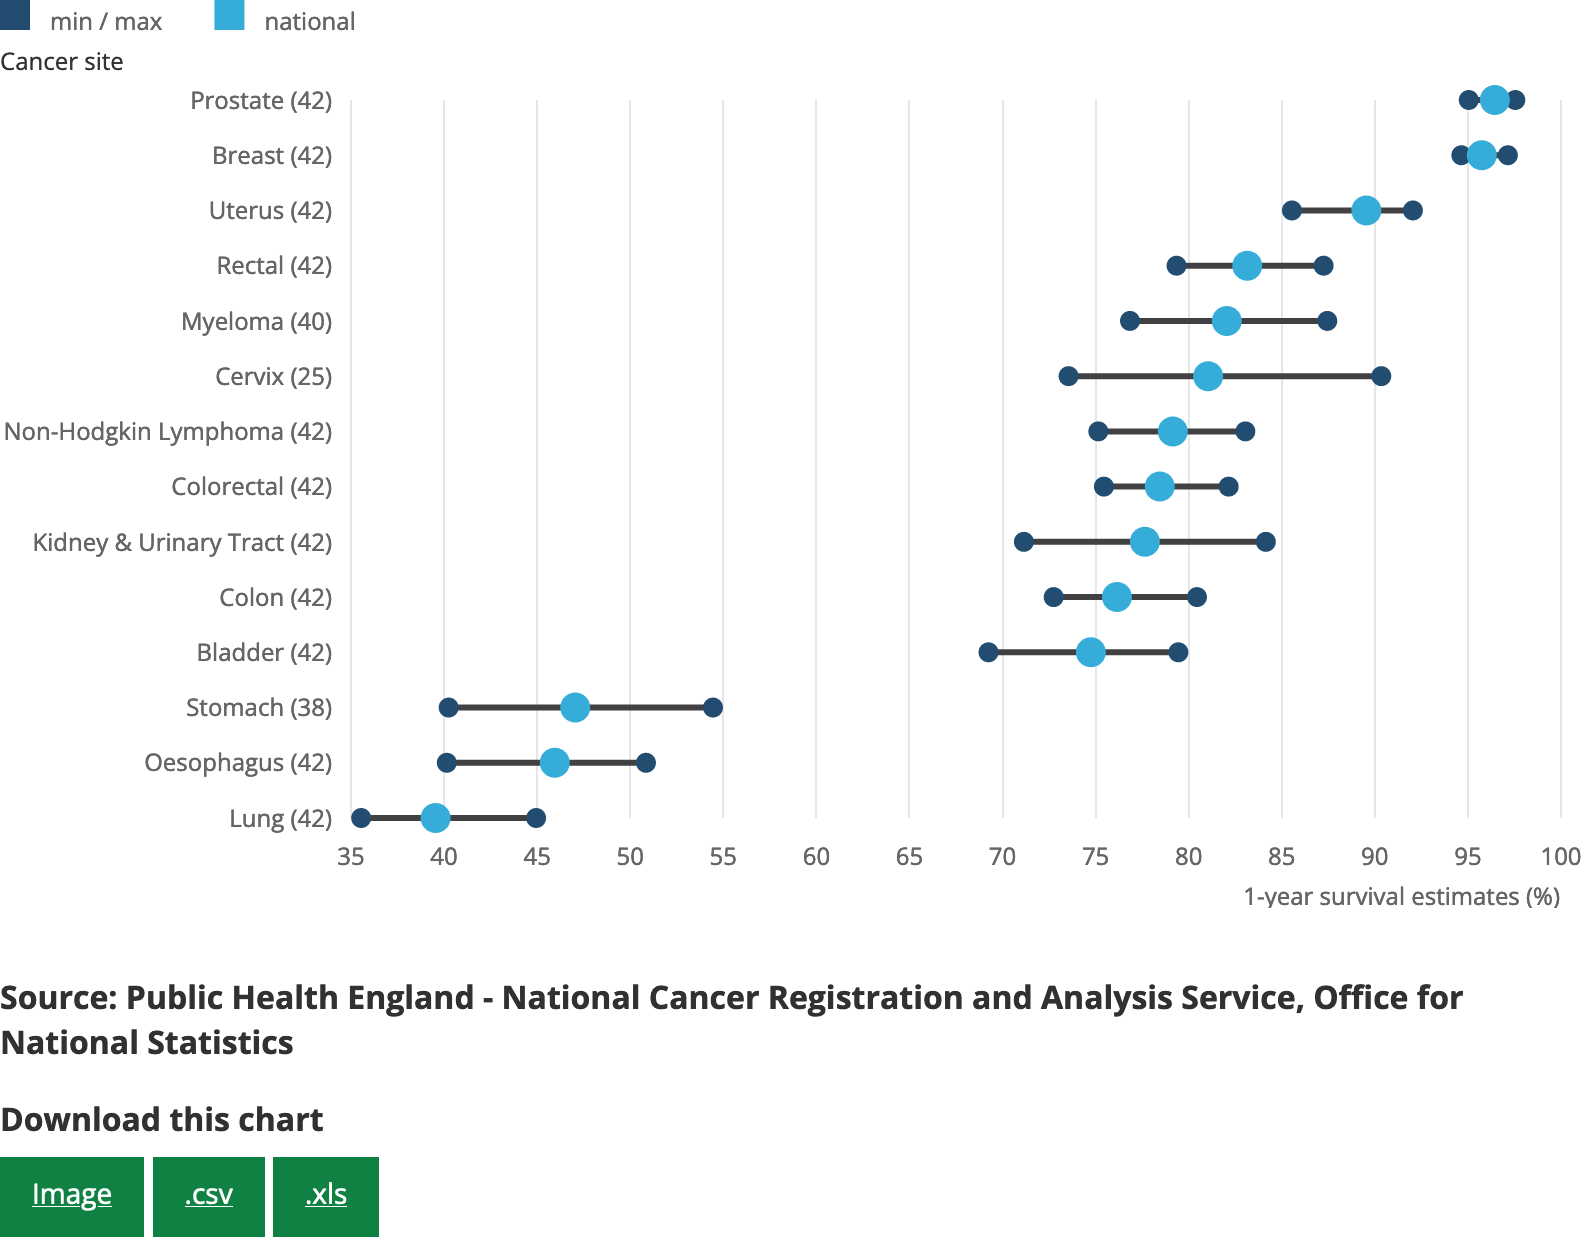 min / max national
Cancer site
Prostate (42)
Breast (42)
Uterus (42)
Rectal (42)
Myeloma (40)
Cervix (25)
Non-Hodgkin Lymphoma (42)
Colorectal (42)
Kidney & Urinary Tract (42)
Colon (42)
Bladder (42)
Stomach (38)
Oesophagus (42)
Lung (42)
35 40 45 50 55 60 65 70 75 80 85 90 95 100
1-year survival estimates (%)
Source: Public Health England - National Cancer Registration and Analysis Service, Office for
National Statistics
Download this chart
Image .csv .xls